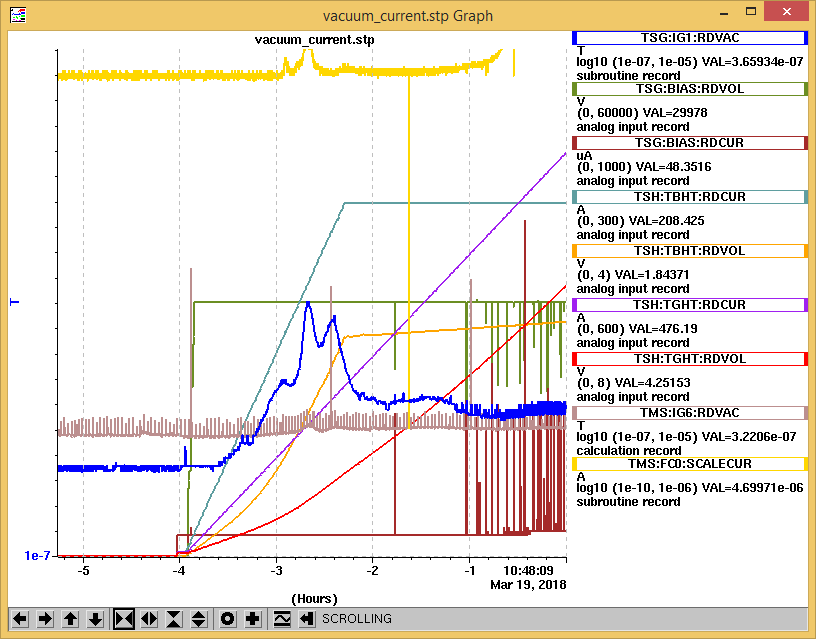 vacuum_current.stp Graph
vacuum_current.stp
T
1e-7
-5
-4
-3
-2
-1
10:48:09
Mar 19, 2018
(Hours)
TSG:IG1:RDVAC
T
log10 (1e-07, 1e-05) VAL=3.65934e-07
subroutine record
TSG:BIAS:RDVOL
V
(0, 60000) VAL=29978
analog input record
TSG:BIAS:RDCUR
uA
(0, 1000) VAL=48.3516
analog input record
TSH:TBHT:RDCUR
A
(0, 300) VAL=208.425
analog input record
TSH:TBHT:RDVOL
V
(0, 4) VAL=1.84371
analog input record
TSH:TGHT:RDCUR
A
(0, 600) VAL=476.19
analog input record
TSH:TGHT:RDVOL
V
(0, 8) VAL=4.25153
analog input record
TMS:IG6:RDVAC
T
log10 (1e-07, 1e-05) VAL=3.2206e-07
calculation record
TMS:FC0:SCALECUR
A
log10 (1e-10, 1e-06) VAL=4.69971e-06
subroutine record
SCROLLING